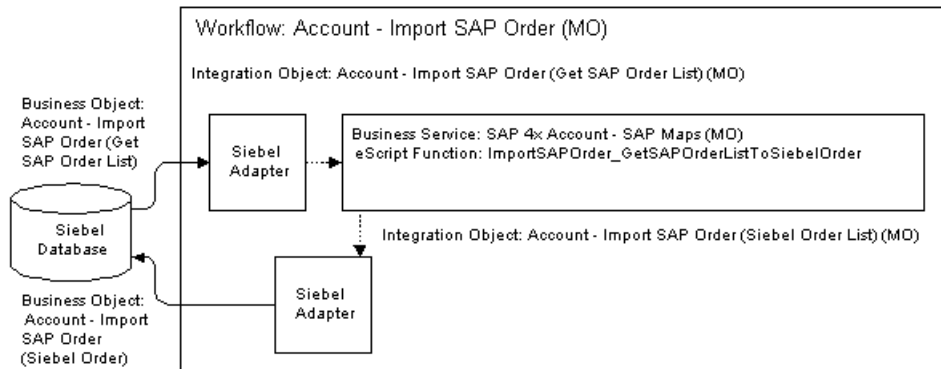 Workflow: Account - Import SAP Order (MO)
Integration Object: Account - Import SAP Order (Get SAP Order List) (MO)
Business Object:
Account - Import
SAP Order (Get
SAP Order List)
Siebel
Adapter
Business Service: SAP 4x Account - SAP Maps (MO)
eScript Function: ImportSAPOrder_GetSAPOrderListToSiebelOrder
Siebel
Database
Integration Object: Account - Import SAP Order (Siebel Order List) (MO)
Siebel
Adapter
Business Object:
Account - Import
SAP Order
(Siebel Order)